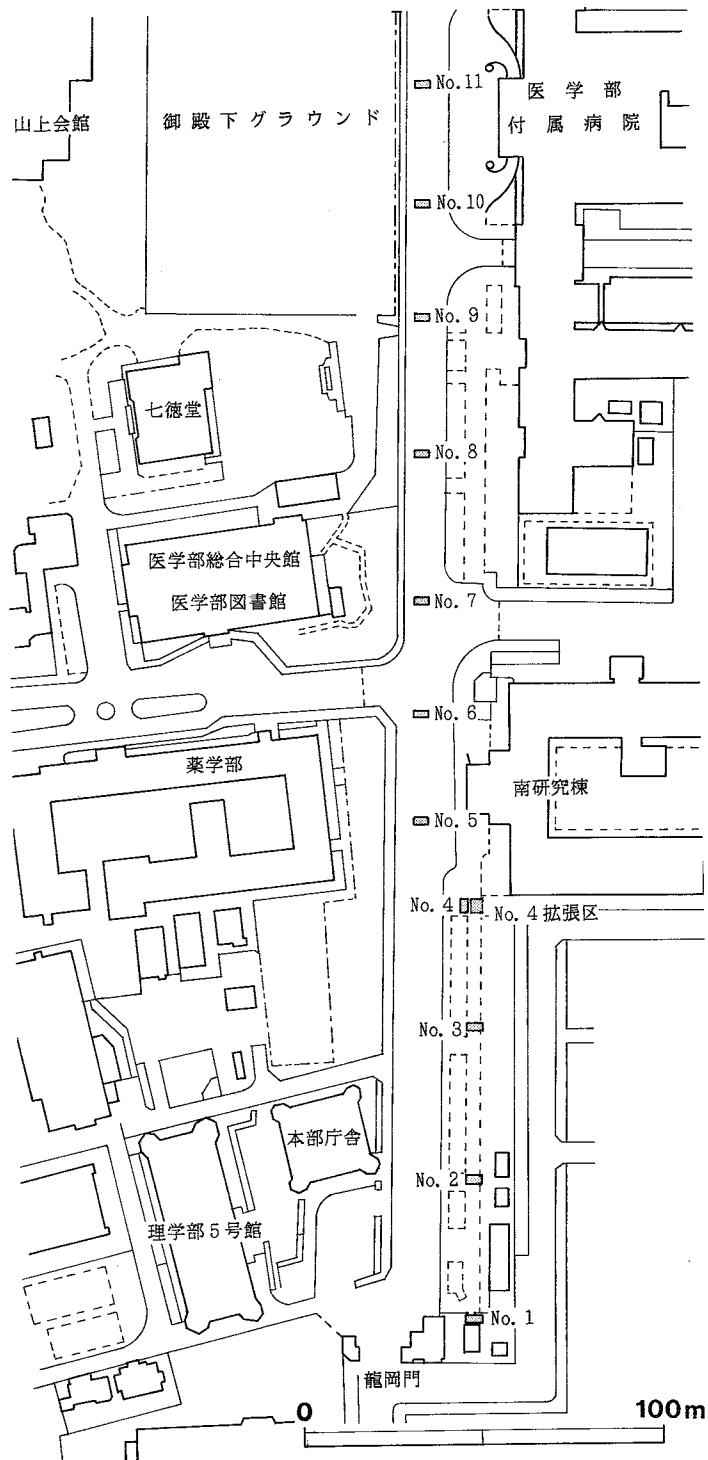 No.11
医学部
付属病院
山上会館
御殿下グラウンド
No.10
No.9
七徳堂
No.8
医学部総合中央館
医学部図書館
No.7
No.6
薬学部
南研究棟
No.5
No.4
No.4拡張区
No.3
本部庁舎
No.2
理学部5号館
No.1
龍岡門
0
100m